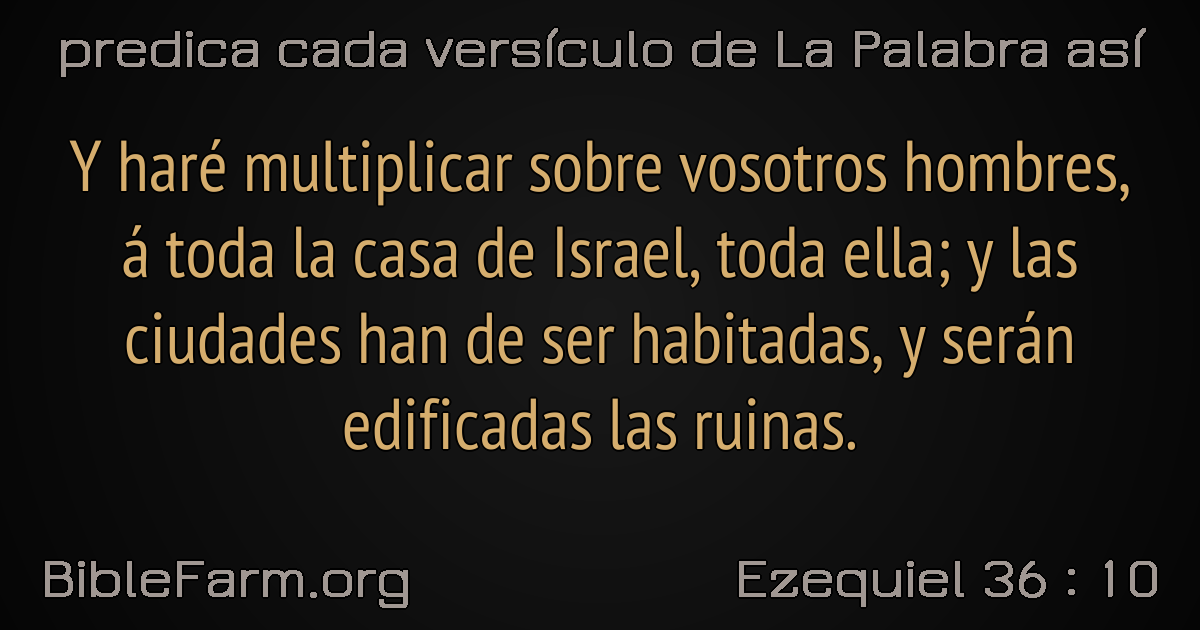 predica cada versículo de La Palabra así
Y haré multiplicar sobre vosotros hombres,
á toda la casa de Israel, toda ella; y las
ciudades han de ser habitadas, y serán
edificadas las ruinas.
BibleFarm.org
Ezequiel 36 : 10